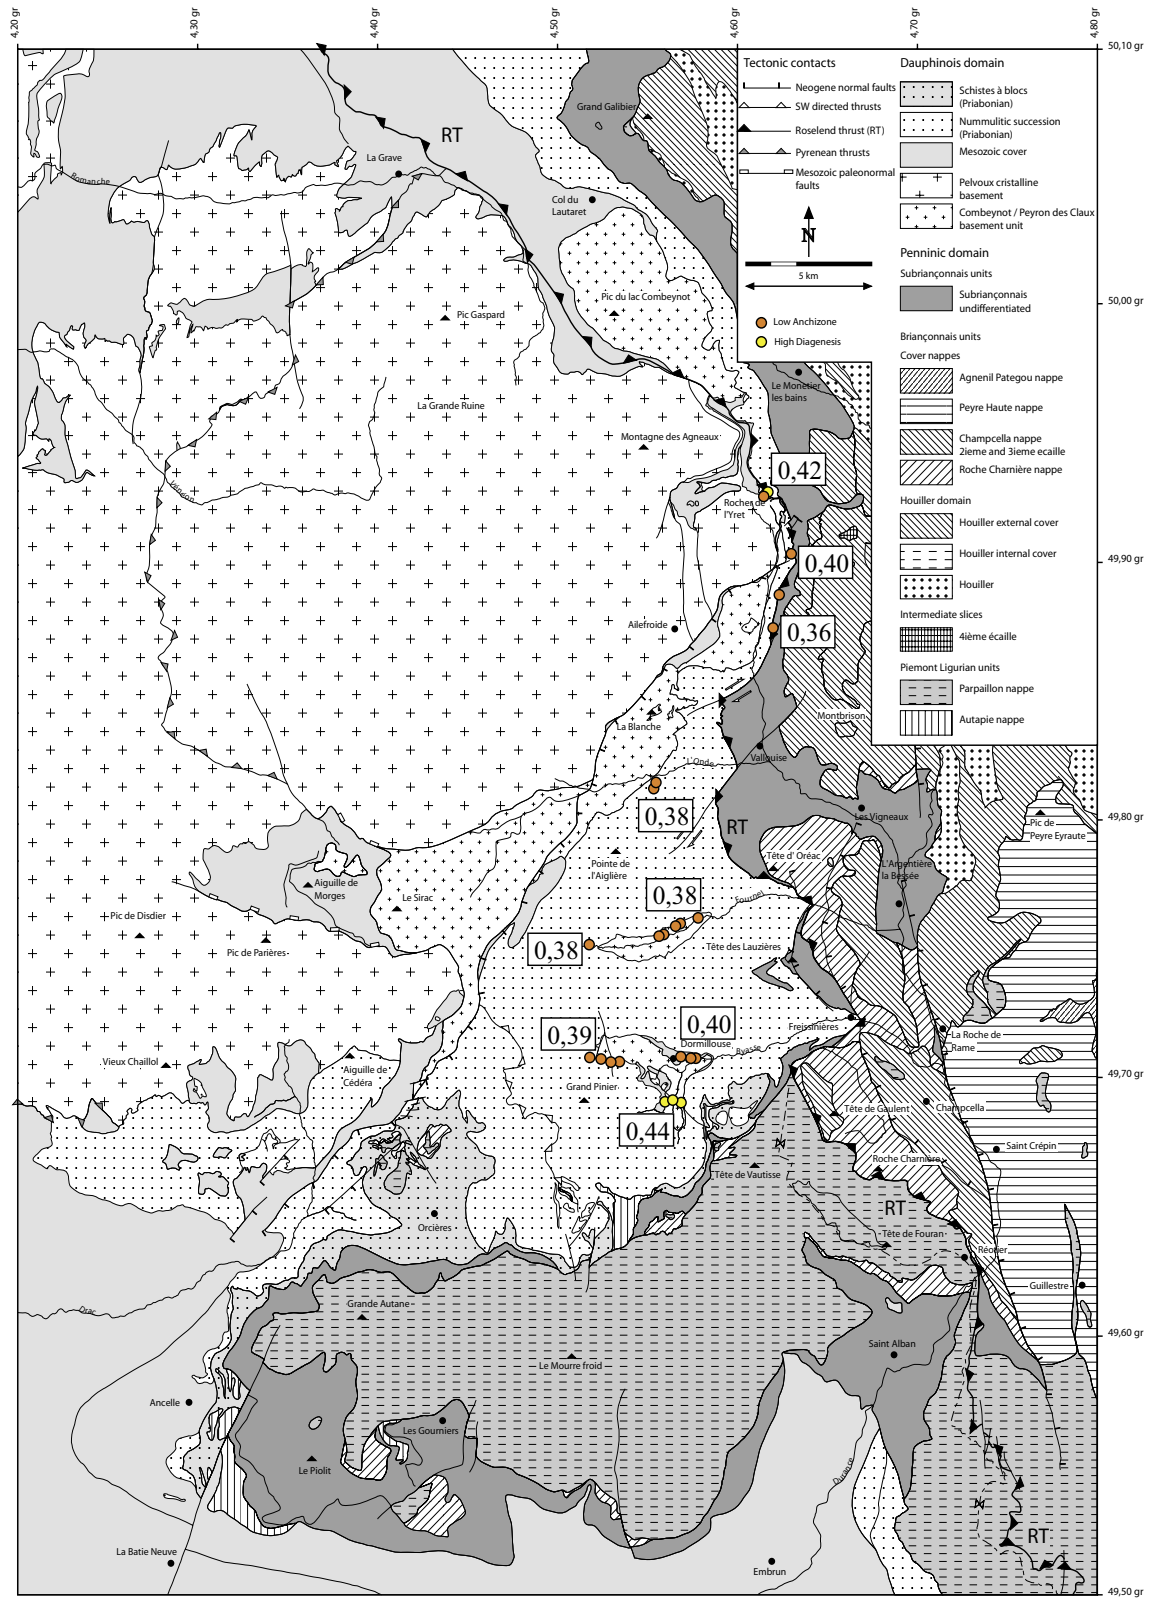 4,20 gr
4,30 gr
4,40 gr
4,50 gr
4,60 gr
4,70 gr
4,80 gr
50,10 gr
50,00 gr
49,90 gr
49,80 gr
49,70 gr
49,60 gr
49,50 gr
Tectonic contacts
Neogene normal faults
SW directed thrusts
Roselend thrust (RT)
Pyrenean thrusts
Mesozoic paleonormal
faults
N
5 km
Low Anchizone
High Diagenesis
Dauphinois domain
Schistes à blocs
(Priabonian)
Nummulitic succession
(Priabonian)
Mesozoic cover
Pelvoux cristalline
basement
Combeynot / Peyron des Claux
basement unit
Penninic domain
Subriançonnais units
Subriançonnais
undifferentiated
Briançonnais units
Cover nappes
Agnenil Pategou nappe
Peyre Haute nappe
Champcella nappe
2ieme and 3ieme ecaille
Roche Charnière nappe
Houiller domain
Houiller external cover
Houiller internal cover
Houiller
Intermediate slices
4ième écaille
Piemont Ligurian units
Parpaillon nappe
Autapie nappe
Grand Galibier
RT
La Grave
Romanche
Col du
Lautaret
Pic du lac Combeynot
Pic Gaspard
Le Monetier
les bains
La Grande Ruine
Montagne des Agneaux
0,42
Vénéon
Rocher de
l'Yret
0,40
Ailefroide
0,36
La Blanche
Montbrison
Vallouise
L'Onde
0,38
RT
Les Vigneaux
Pic de
Peyre Eyraute
Pointe de
l'Aiglière
Tête d' Oréac
L'Argentière
la Bessée
Aiguille de
Morges
Le Sirac
0,38
Fournel
Pic de Disdier
Pic de Parières
0,38
Tête des Lauzières
0,39
0,40
Dormillouse
Byasse
Freissinières
La Roche de
Rame
Vieux Chaillol
Aiguille de
Cédéra
Grand Pinier
0,44
Tête de Gaulent
Champcella
Saint Crépin
Roche Charnière
Tête de Vautisse
RT
Orcières
Tête de Fouran
Réotier
Guillestre
Drac
Grande Autane
Saint Alban
Le Mourre froid
Ancelle
Les Gourniers
Le Piolit
Durance
RT
La Batie Neuve
Embrun